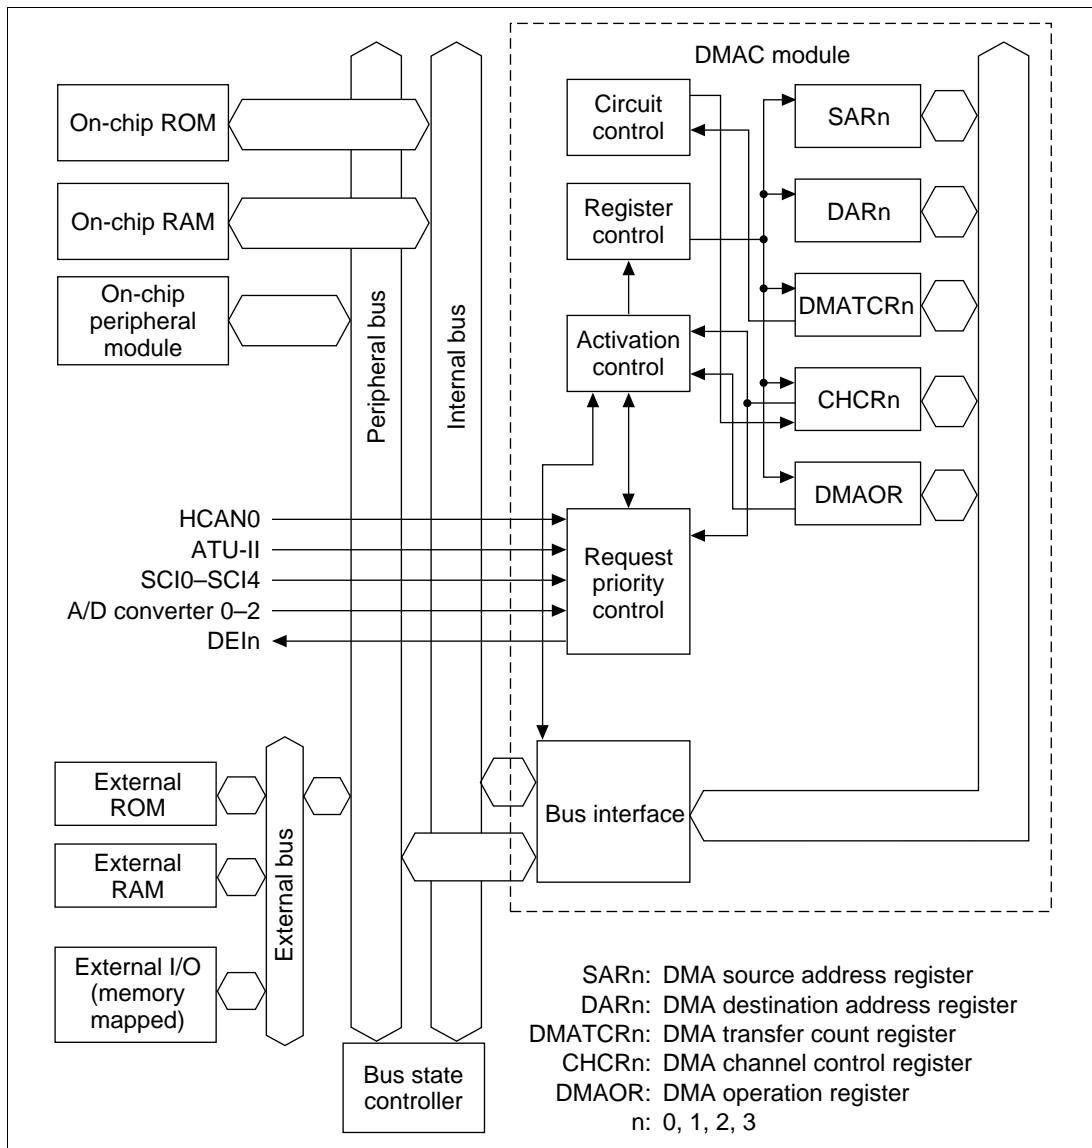 DMAC module
On-chip ROM
On-chip RAM
On-chip
peripheral
module
Peripheral bus
Internal bus
Circuit
control
Register
control
Activation
control
Request
priority
control
SARn
DARn
DMATCRn
CHCRn
DMAOR
HCAN0
ATU-II
SCI0–SCI4
A/D converter 0–2
DEIn
External
ROM
External
RAM
External I/O
(memory
mapped)
External bus
Bus interface
Bus state
controller
SARn: DMA source address register
DARn: DMA destination address register
DMATCRn: DMA transfer count register
CHCRn: DMA channel control register
DMAOR: DMA operation register
n: 0, 1, 2, 3